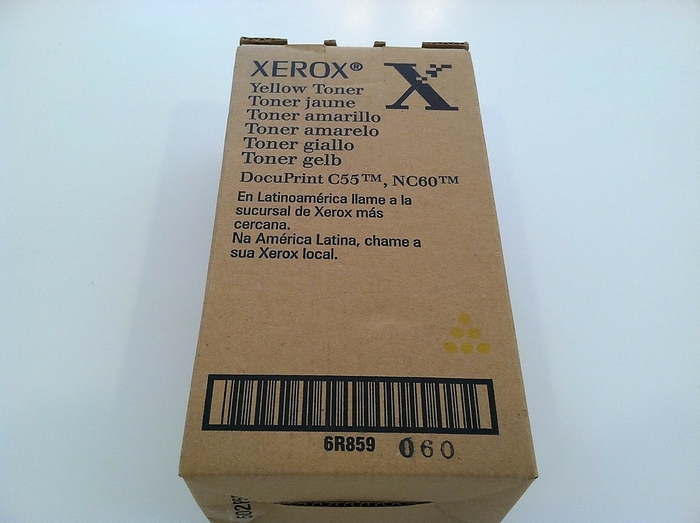 XEROX®
X
Yellow Toner
Toner jaune
Toner amarillo
Toner amarelo
Toner giallo
Toner gelb
DocuPrint C55™, NC60™
En Latinoamérica llame a la
sucursal de Xerox más
cercana.
Na América Latina, chame a
sua Xerox local.
6R859 060